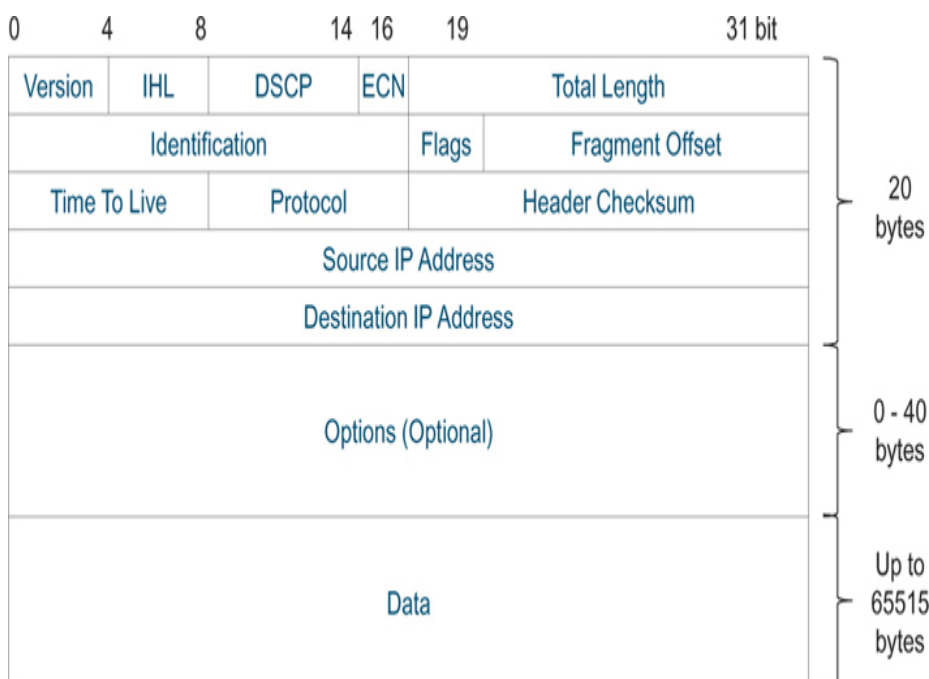 0 4 8 14 16 19 31 bit
Version IHL DSCP ECN Total Length
Identification Flags Fragment Offset
Time To Live Protocol Header Checksum
Source IP Address
Destination IP Address
20
bytes
Options (Optional)
0 - 40
bytes
Data
Up to
65515
bytes